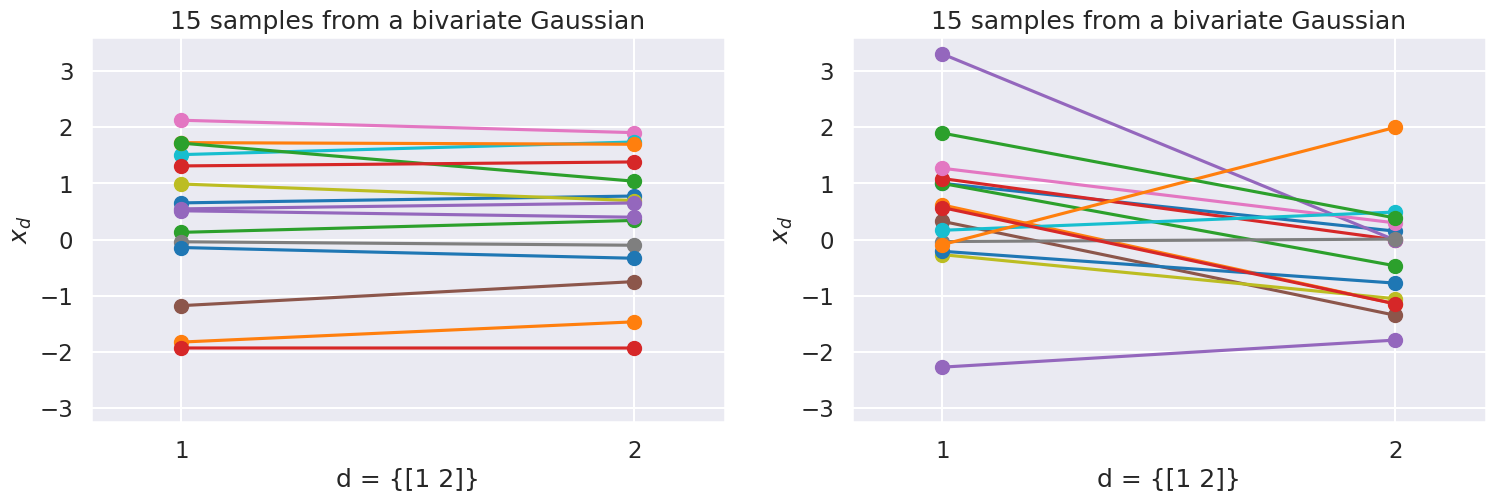 15 samples from a bivariate Gaussian
3
2
1
0
−1
−2
−3
x_d
1 2
d = {[1 2]}
15 samples from a bivariate Gaussian
3
2
1
0
−1
−2
−3
x_d
1 2
d = {[1 2]}